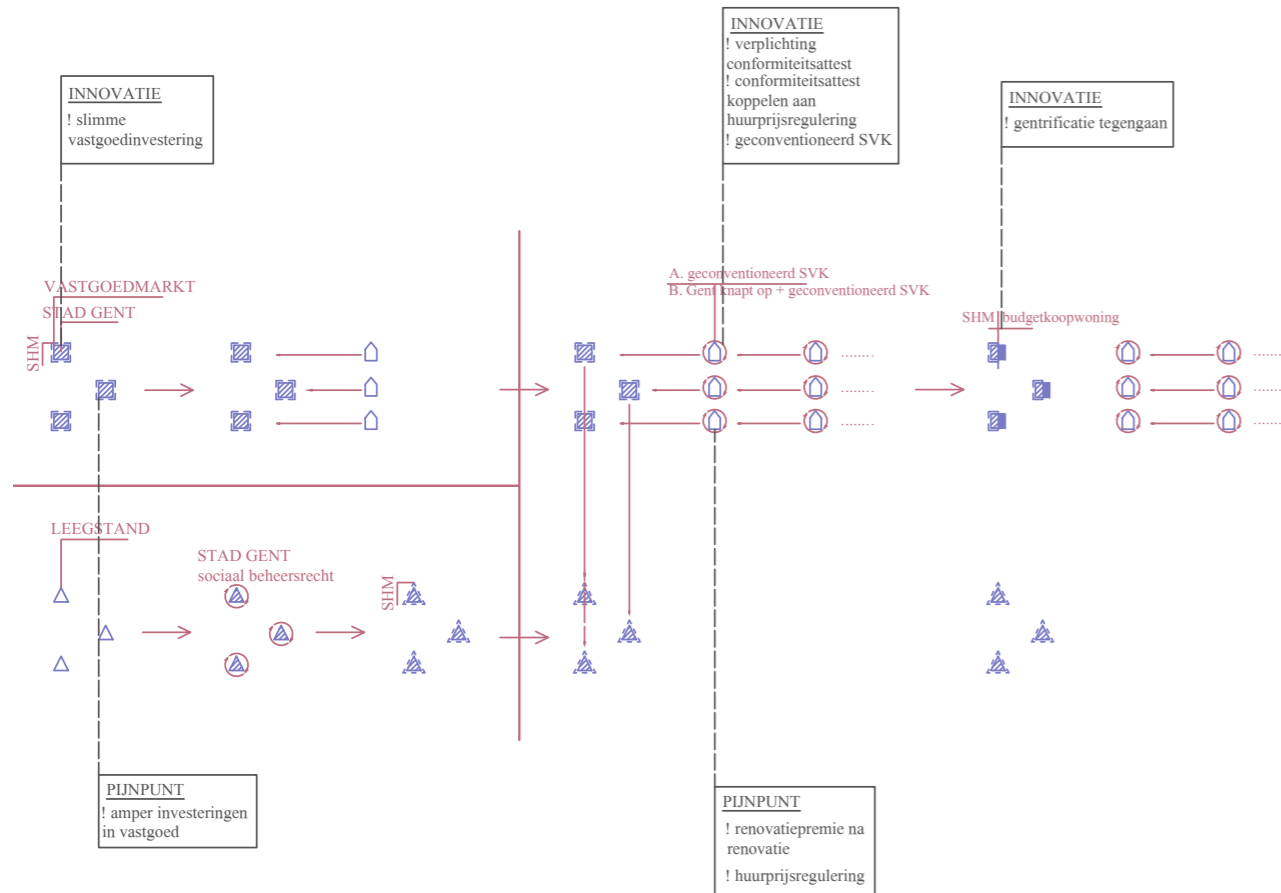 INNOVATIE
! slimme
vastgoedinvestering
INNOVATIE
! verplichting
conformiteitsattest
! conformiteitsattest
koppelen aan
huurprijsregulering
! geconventioneerd SVK
INNOVATIE
! gentrificatie tegengaan
VASTGOEDMARKT
STAD GENT
SHM
A. geconventioneerd SVK
B. Gent knapt op + geconventioneerd SVK
SHM budgetkoopwoning
LEEGSTAND
STAD GENT
sociaal beheersrecht
SHM
PIJNPUNT
! amper investeringen
in vastgoed
PIJNPUNT
! renovatiepremie na
renovatie
! huurprijsregulering